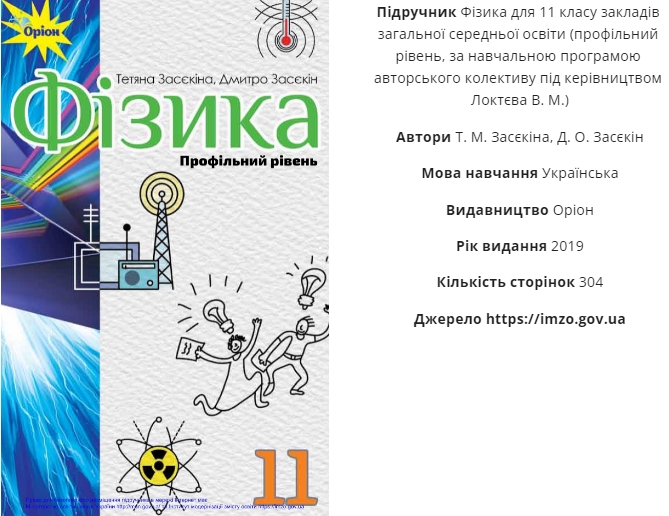 Оріон
Тетяна Засєкіна, Дмитро Засєкін
Фізика
Профільний рівень
11
Підручник Фізика для 11 класу закладів
загальної середньої освіти (профільний
рівень, за навчальною програмою
авторського колективу під керівництвом
Локтєва В. М.)
Автори Т. М. Засєкіна, Д. О. Засєкін
Мова навчання Українська
Видавництво Оріон
Рік видання 2019
Кількість сторінок 304
Джерело https://imzo.gov.ua